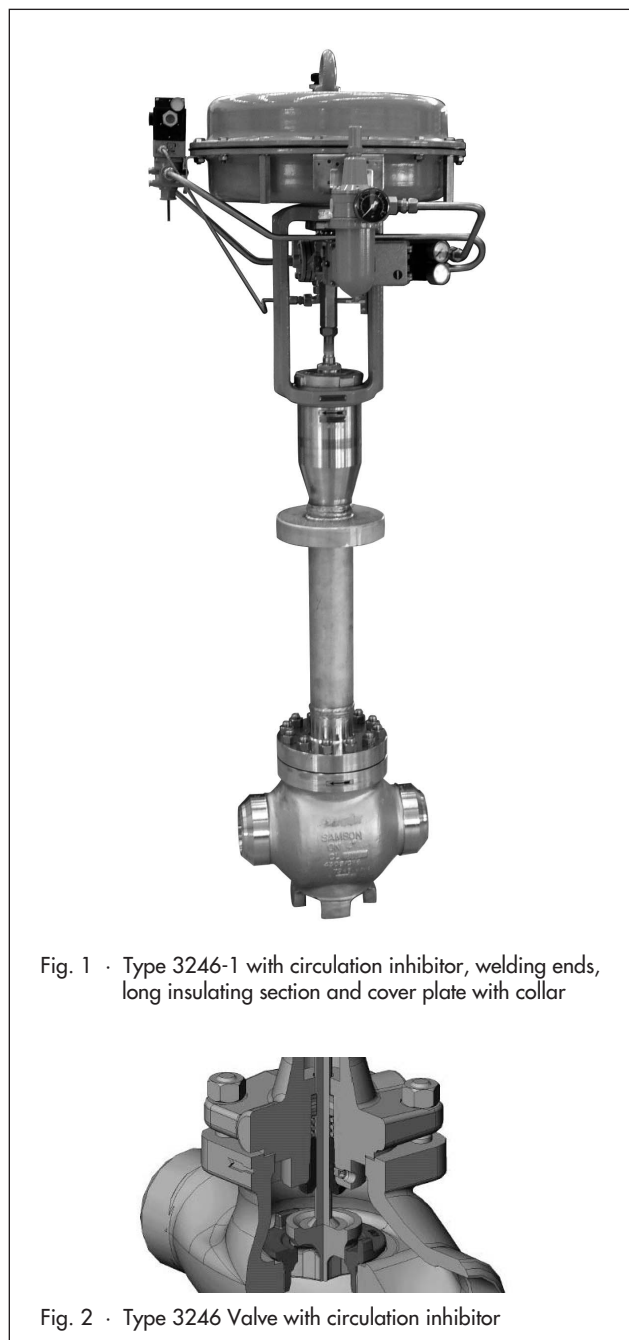 SAMSON
Fig. 1 · Type 3246-1 with circulation inhibitor, welding ends,
long insulating section and cover plate with collar
Fig. 2 · Type 3246 Valve with circulation inhibitor